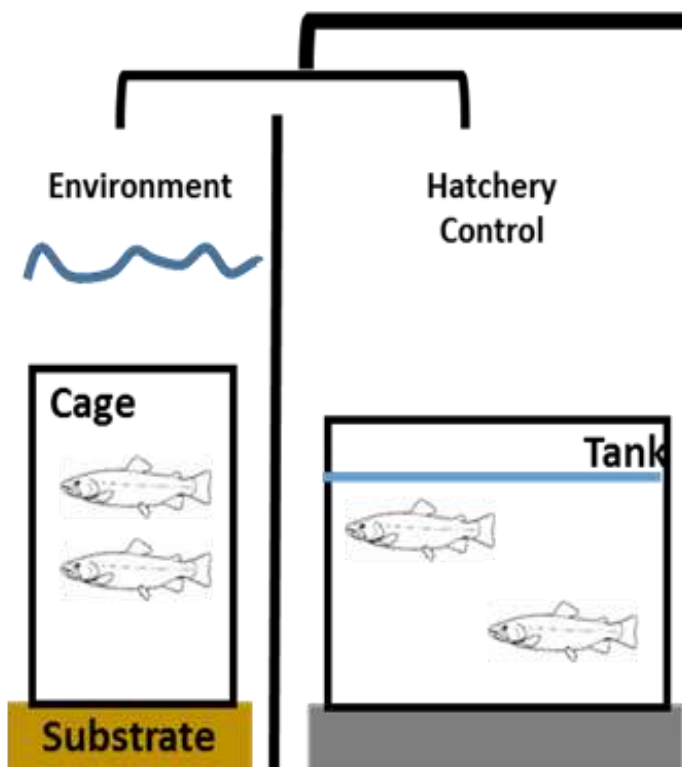 Environment
Hatchery
Control
Cage
Tank
Substrate